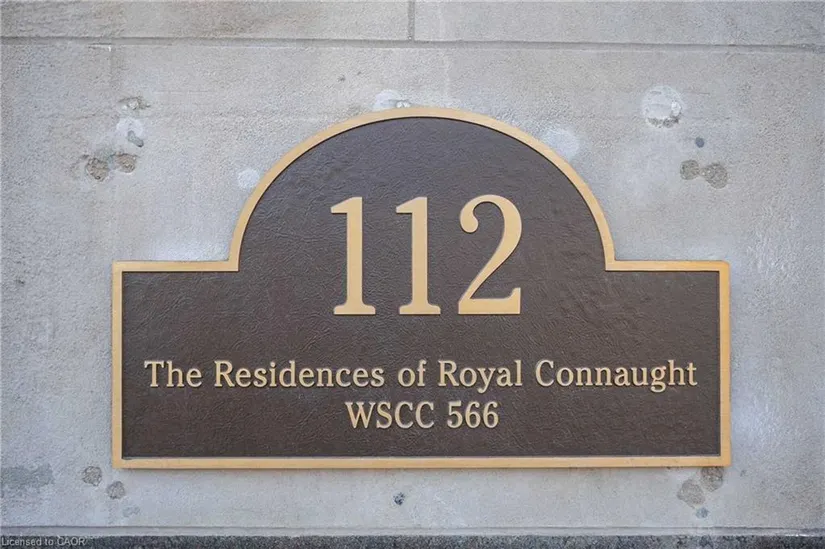 112
The Residences of Royal Connaught
WSCC 566
Licensed to CAOR